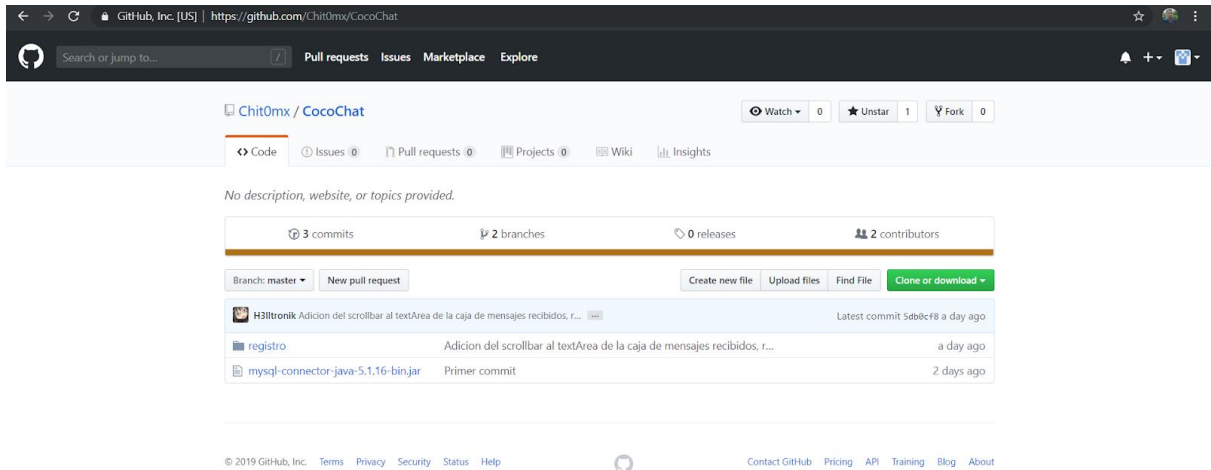 GitHub, Inc. [US] | https://github.com/Chit0mx/CocoChat
Search or jump to... / Pull requests Issues Marketplace Explore
Chit0mx / CocoChat Watch 0 Unstar 1 Fork 0
Code Issues 0 Pull requests 0 Projects 0 Wiki Insights
No description, website, or topics provided.
3 commits 2 branches 0 releases 2 contributors
Branch: master New pull request Create new file Upload files Find File Clone or download
H3lltronik Adicion del scrollbar al textArea de la caja de mensajes recibidos, r... ... Latest commit 5db0cf8 a day ago
registro Adicion del scrollbar al textArea de la caja de mensajes recibidos, r... a day ago
mysql-connector-java-5.1.16-bin.jar Primer commit 2 days ago
© 2019 GitHub, Inc. Terms Privacy Security Status Help Contact GitHub Pricing API Training Blog About